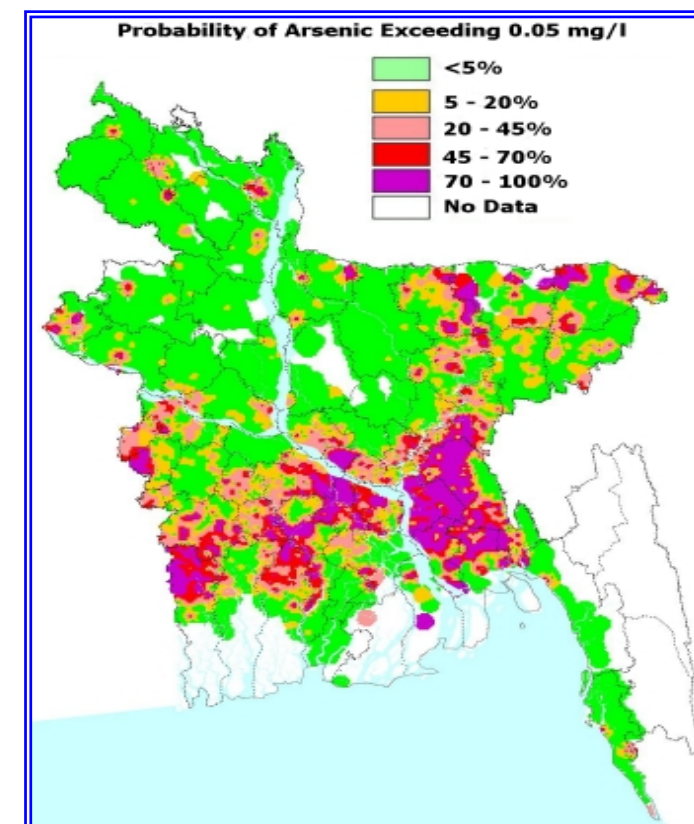 Probability of Arsenic Exceeding 0.05 mg/l
<5%
5 - 20%
20 - 45%
45 - 70%
70 - 100%
No Data